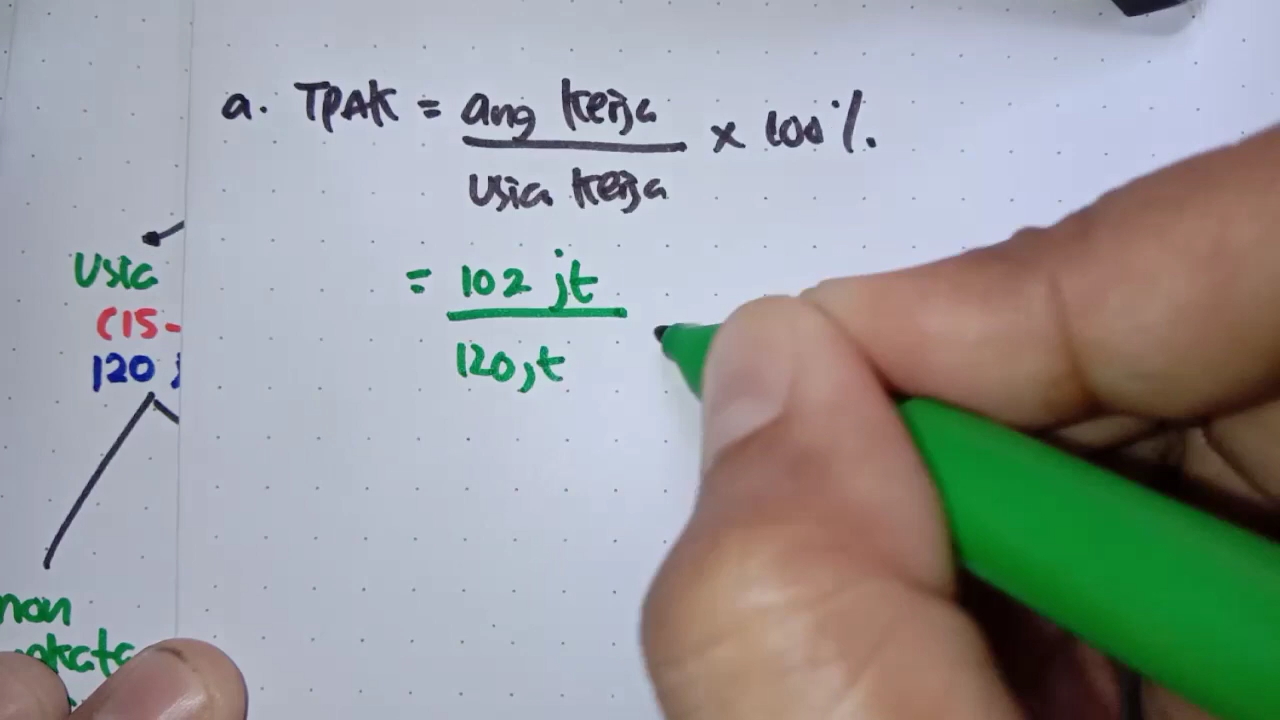 a. TPAK = ang kerja / usia kerja x 100%.
= 102 jt / 120 jt
Usia
(15-
120 j
non